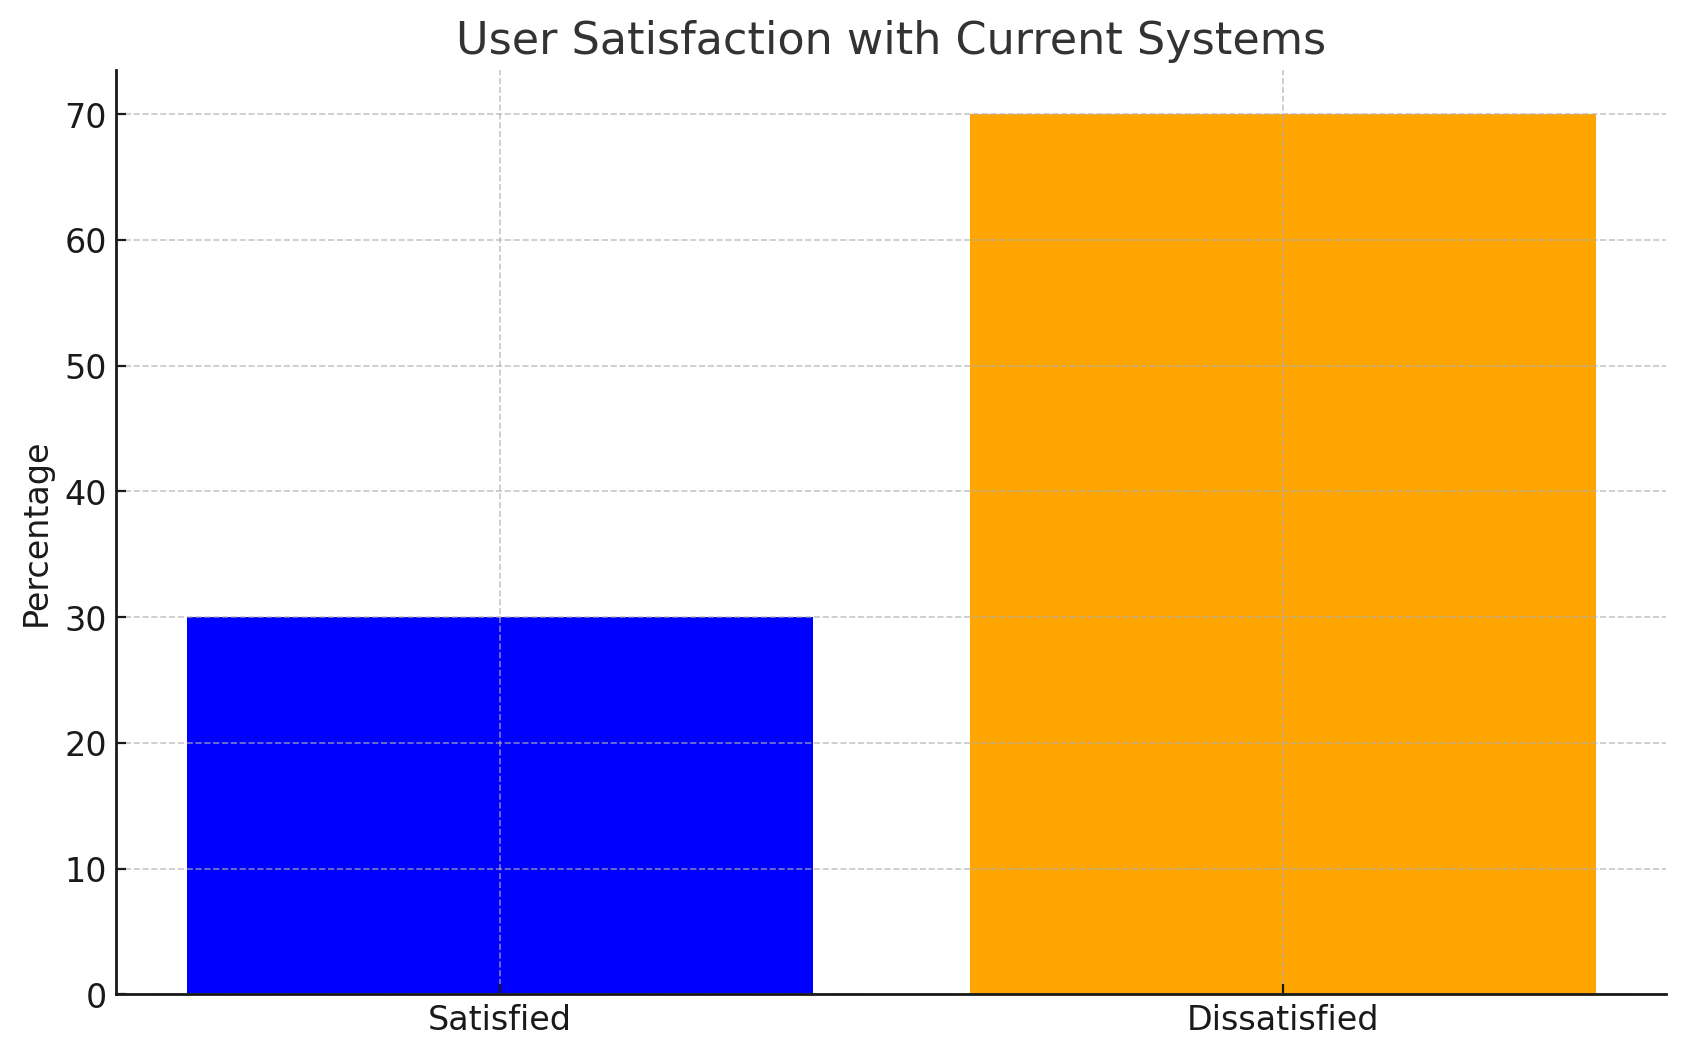 User Satisfaction with Current Systems
Percentage
70
60
50
40
30
20
10
0
Satisfied
Dissatisfied